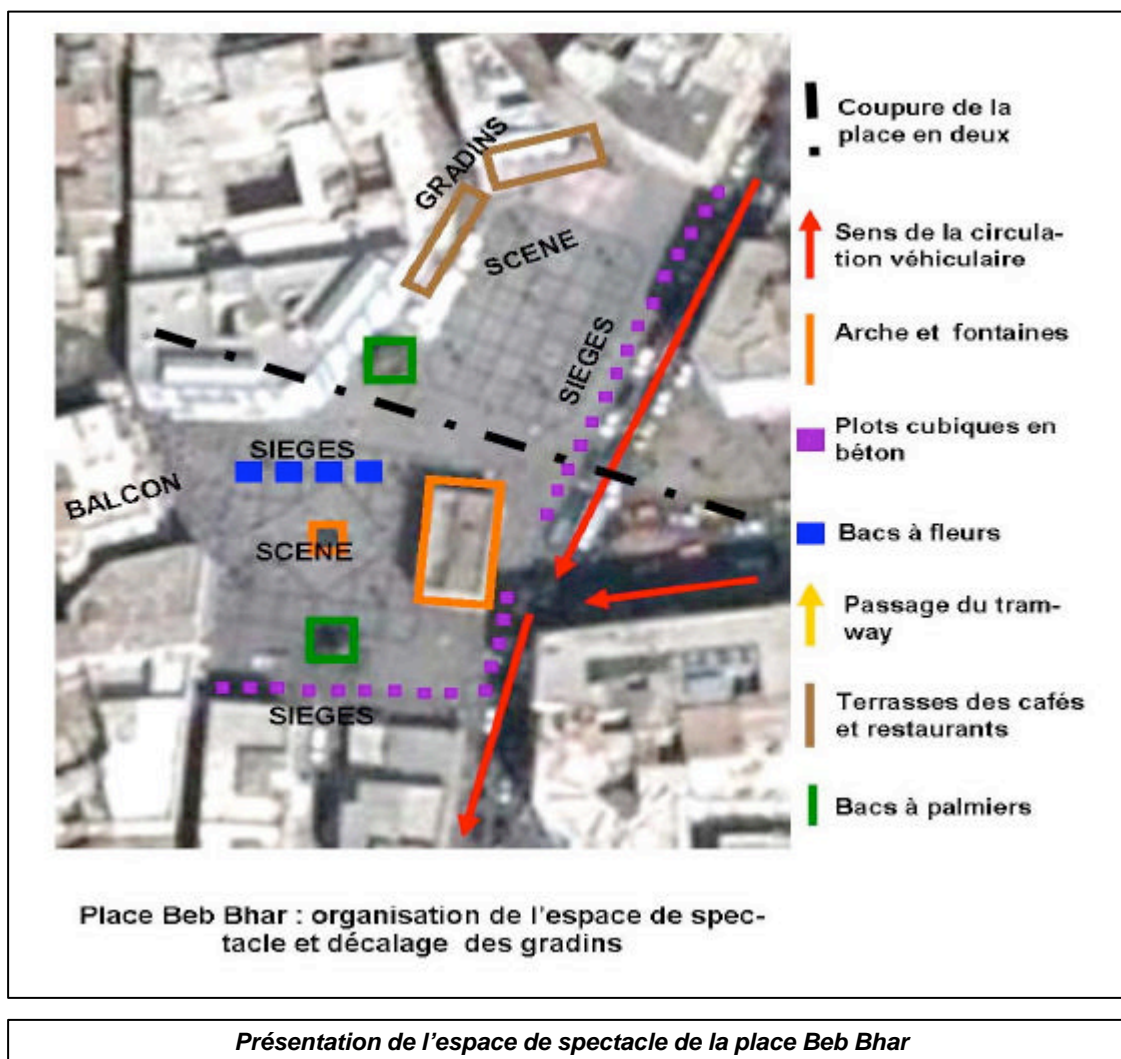 GRADINS
SCENE
SIEGES
SIEGES
BALCON
SCENE
SIEGES
Coupure de la
place en deux
Sens de la circula-
tion véhiculaire
Arche et fontaines
Plots cubiques en
béton
Bacs à fleurs
Passage du tram-
way
Terrasses des cafés
et restaurants
Bacs à palmiers
Place Beb Bhar : organisation de l'espace de spec-
tacle et décalage des gradins
Présentation de l'espace de spectacle de la place Beb Bhar